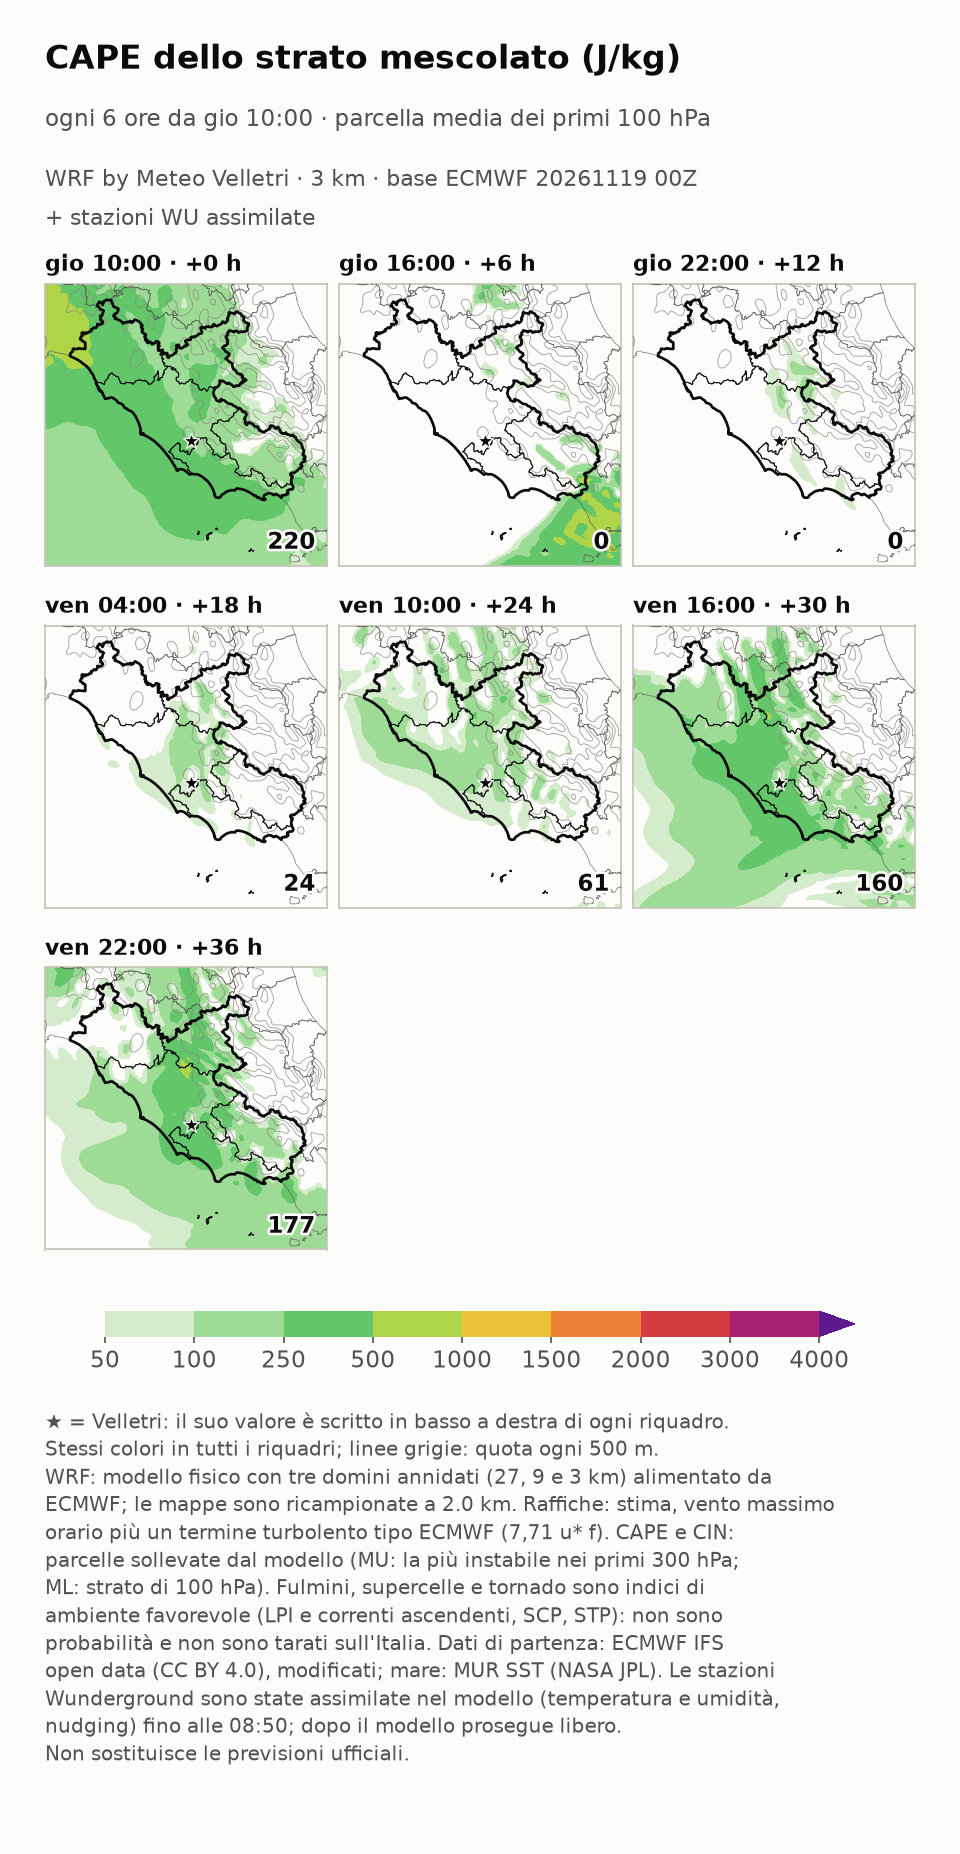 CAPE dello strato mescolato (J/kg)
ogni 6 ore da gio 10:00 · parcella media dei primi 100 hPa
WRF by Meteo Velletri · 3 km · base ECMWF 20261119 00Z
+ stazioni WU assimilate
gio 10:00 · +0 h
gio 16:00 · +6 h
gio 22:00 · +12 h
220
0
0
ven 04:00 · +18 h
ven 10:00 · +24 h
ven 16:00 · +30 h
24
61
160
ven 22:00 · +36 h
177
50 100 250 500 1000 1500 2000 3000 4000
★ = Velletri: il suo valore è scritto in basso a destra di ogni riquadro.
Stessi colori in tutti i riquadri; linee grigie: quota ogni 500 m.
WRF: modello fisico con tre domini annidati (27, 9 e 3 km) alimentato da
ECMWF; le mappe sono ricampionate a 2.0 km. Raffiche: stima, vento massimo
orario più un termine turbolento tipo ECMWF (7,71 u* f). CAPE e CIN:
parcelle sollevate dal modello (MU: la più instabile nei primi 300 hPa;
ML: strato di 100 hPa). Fulmini, supercelle e tornado sono indici di
ambiente favorevole (LPI e correnti ascendenti, SCP, STP): non sono
probabilità e non sono tarati sull'Italia. Dati di partenza: ECMWF IFS
open data (CC BY 4.0), modificati; mare: MUR SST (NASA JPL). Le stazioni
Wunderground sono state assimilate nel modello (temperatura e umidità,
nudging) fino alle 08:50; dopo il modello prosegue libero.
Non sostituisce le previsioni ufficiali.